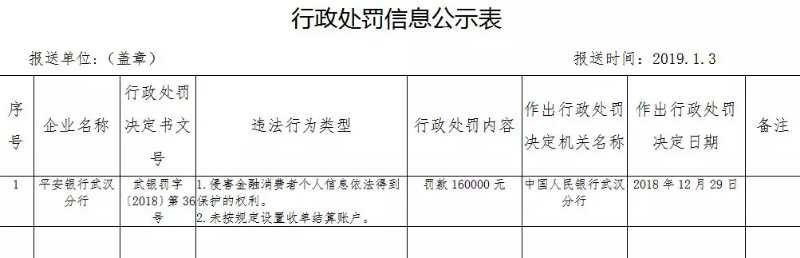 行政处罚信息公示表
报送单位：（盖章） 报送时间：2019.1.3
序号 企业名称 行政处罚决定书文号 违法行为类型 行政处罚内容 作出行政处罚决定机关名称 作出行政处罚决定日期 备注
1 平安银行武汉分行 武银罚字〔2018〕第36号 1.侵害金融消费者个人信息依法得到保护的权利。 2.未按规定设置收单结算账户。 罚款 160000 元 中国人民银行武汉分行 2018 年 12 月 29 日